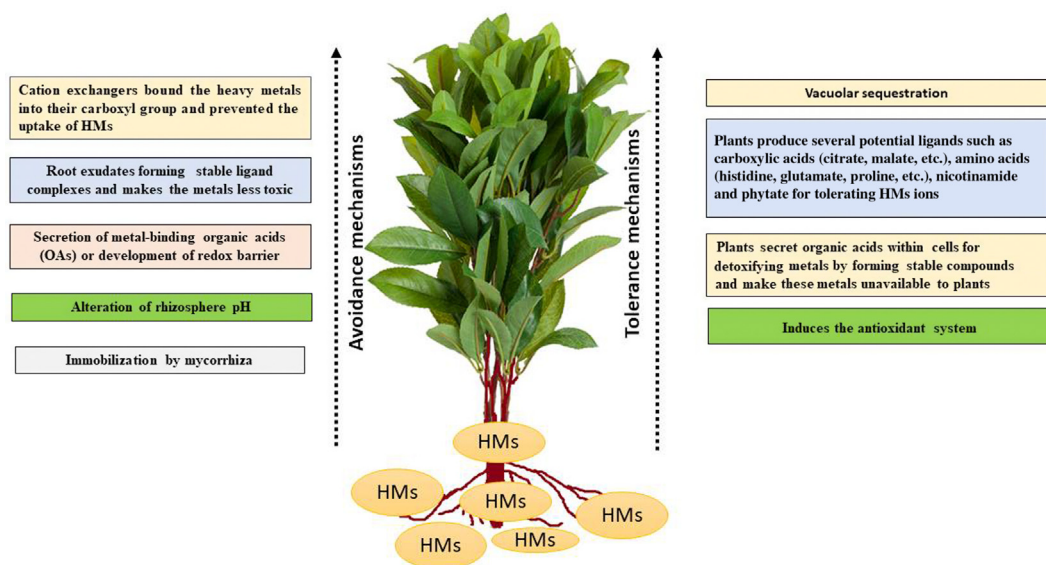 Cation exchangers bound the heavy metals
into their carboxyl group and prevented the
uptake of HMs
Root exudates forming stable ligand
complexes and makes the metals less toxic
Secretion of metal-binding organic acids
(OAs) or development of redox barrier
Alteration of rhizosphere pH
Immobilization by mycorrhiza
Avoidance mechanisms
Tolerance mechanisms
Vacuolar sequestration
Plants produce several potential ligands such as
carboxylic acids (citrate, malate, etc.), amino acids
(histidine, glutamate, proline, etc.), nicotinamide
and phytate for tolerating HMs ions
Plants secret organic acids within cells for
detoxifying metals by forming stable compounds
and make these metals unavailable to plants
Induces the antioxidant system
HMs
HMs
HMs
HMs
HMs
HMs